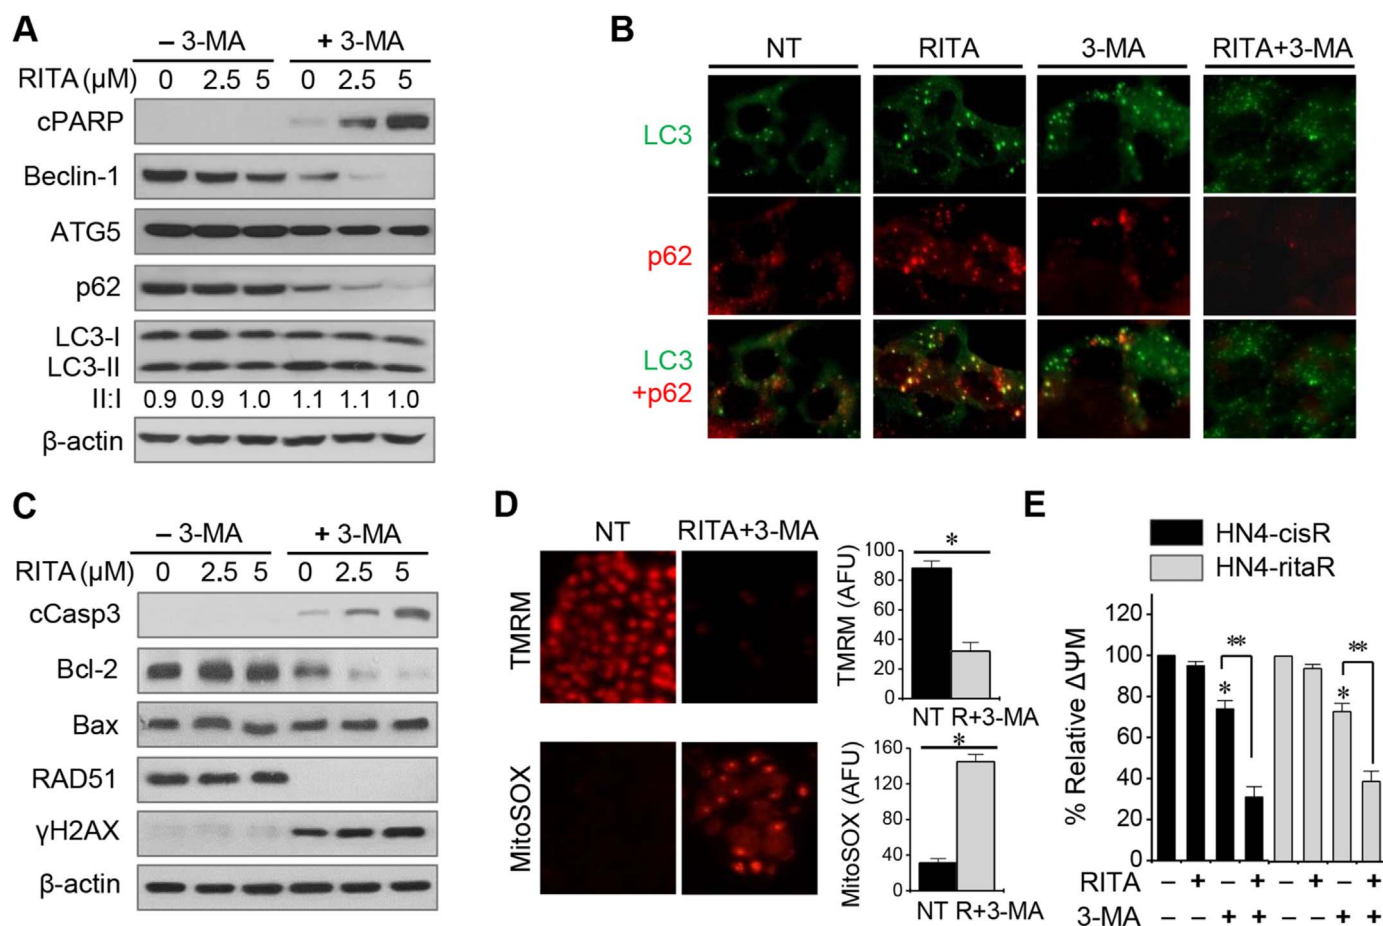 A
– 3-MA + 3-MA
RITA (µM) 0 2.5 5 0 2.5 5
cPARP
Beclin-1
ATG5
p62
LC3-I
LC3-II
II:I 0.9 0.9 1.0 1.1 1.1 1.0
β-actin
B
NT RITA 3-MA RITA+3-MA
LC3
p62
LC3
+p62
C
– 3-MA + 3-MA
RITA (µM) 0 2.5 5 0 2.5 5
cCasp3
Bcl-2
Bax
RAD51
γH2AX
β-actin
D
NT RITA+3-MA
TMRM
MitoSOX
TMRM (AFU)
100
80
60
40
20
0
*
NT R+3-MA
MitoSOX (AFU)
160
120
80
40
0
*
NT R+3-MA
E
HN4-cisR
HN4-ritaR
% Relative ΔΨM
120
100
80
60
40
20
0
* ** * **
RITA – + – + – + – +
3-MA – – + + – – + +